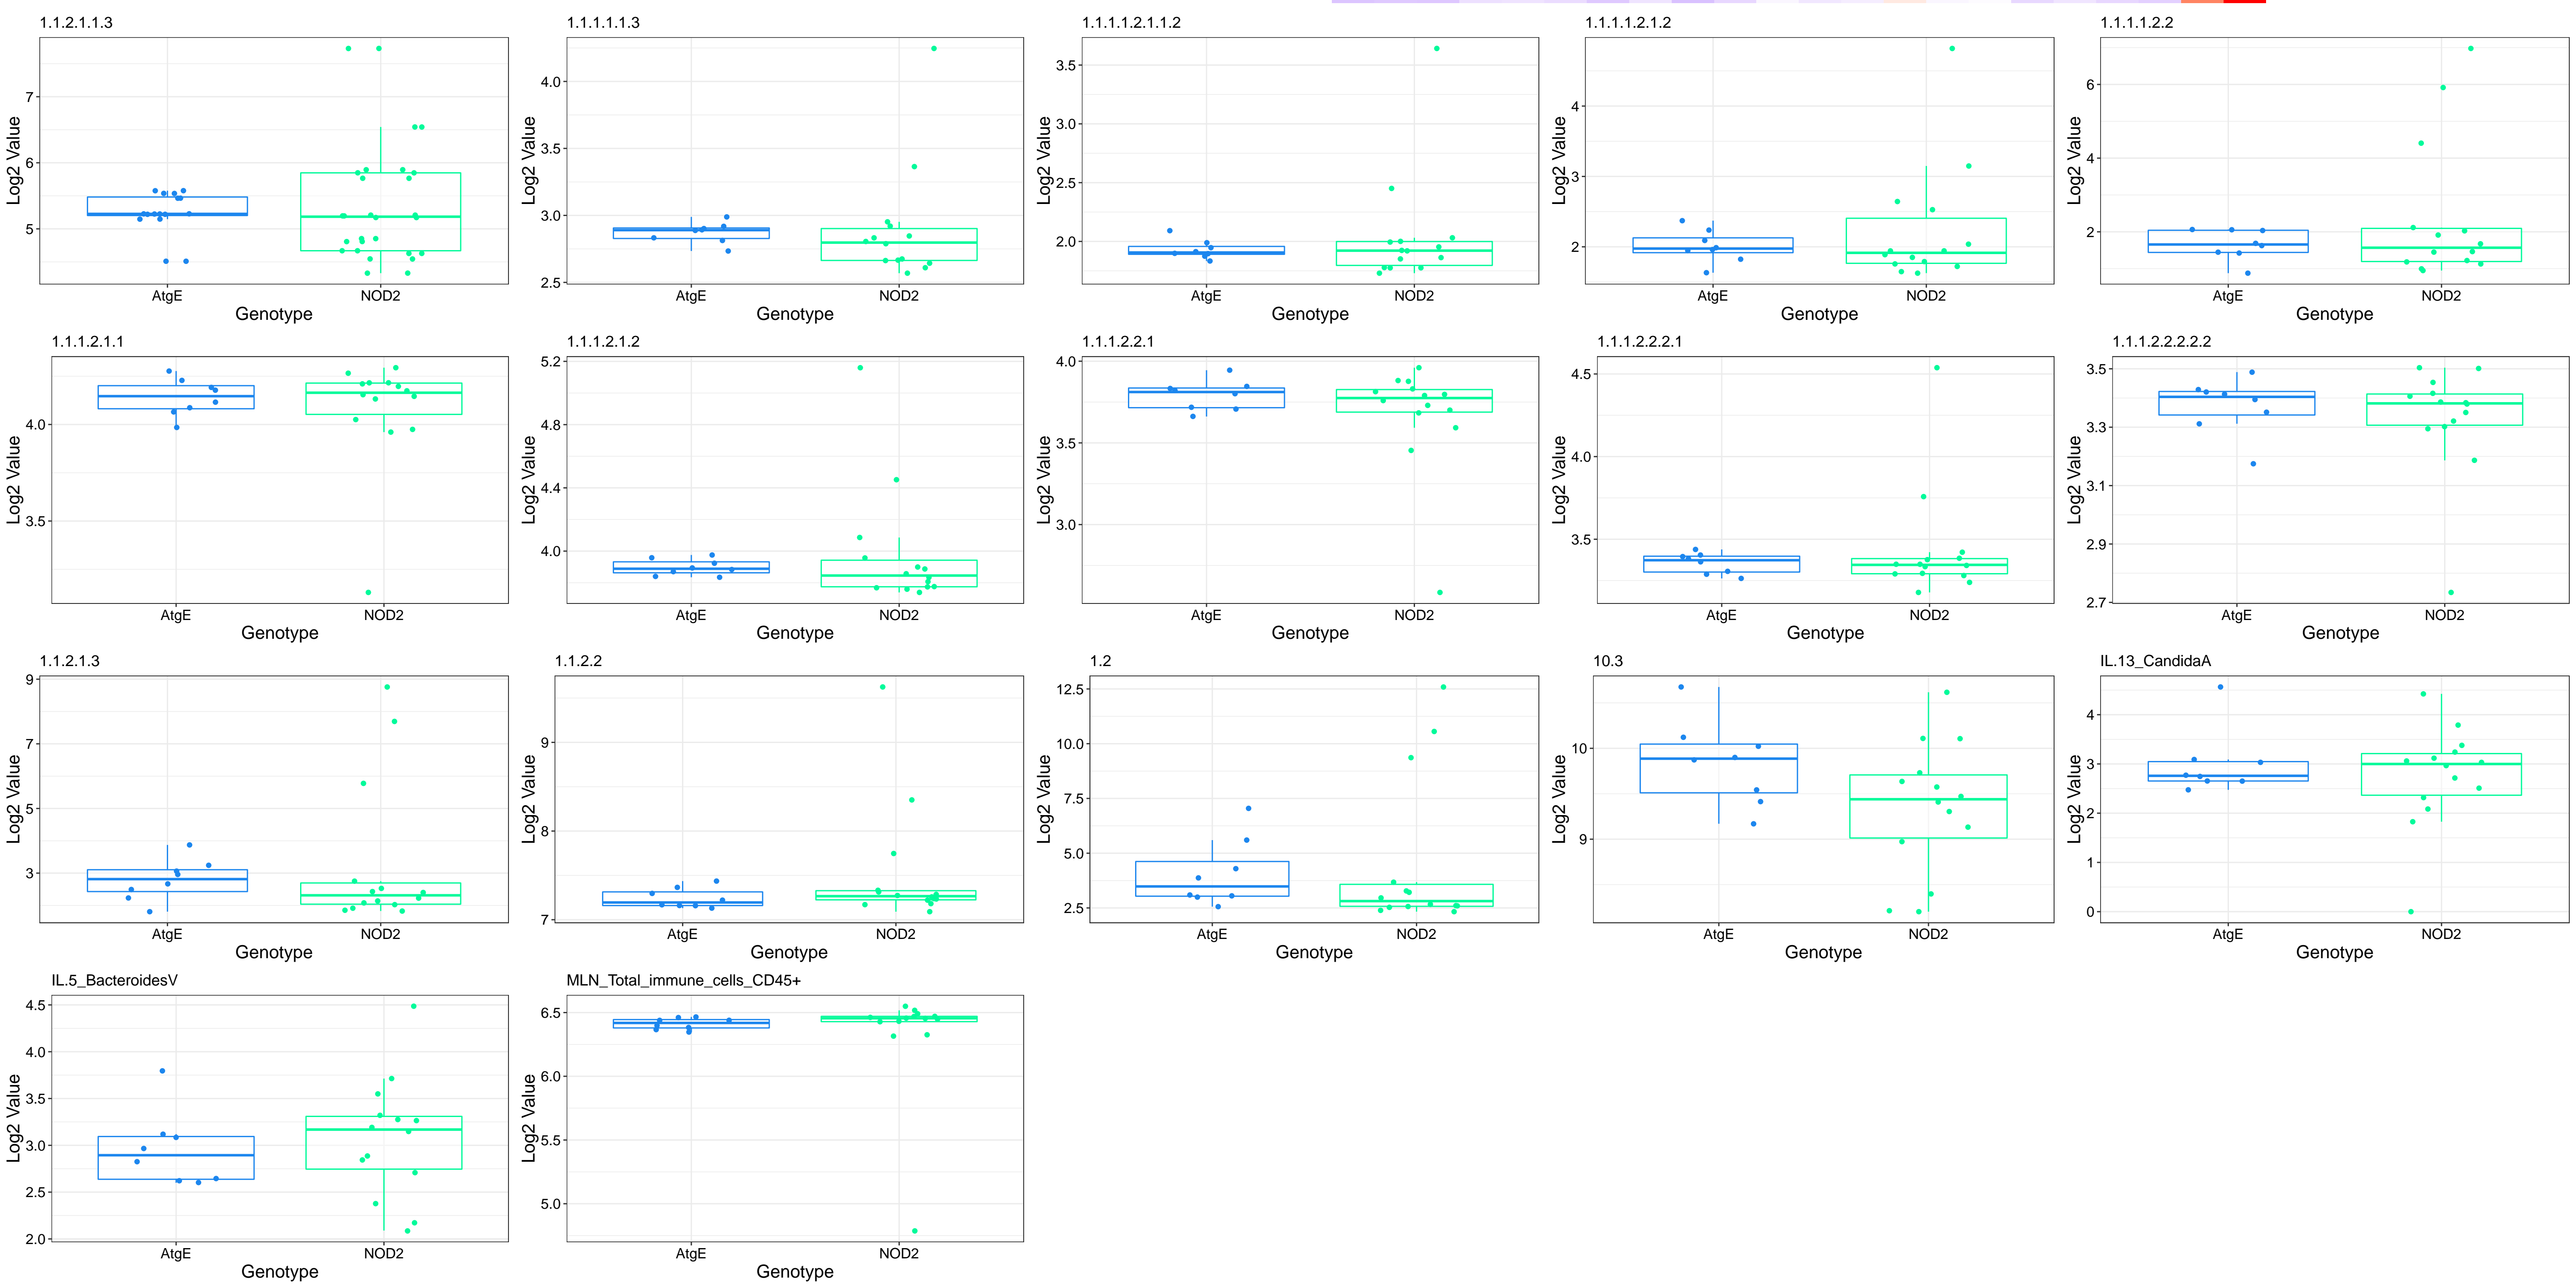 1.1.2.1.1.3
1.1.1.1.1.3
1.1.1.1.1.2.1.1.1.2
1.1.1.1.1.2.1.2
1.1.1.1.1.2.2
Log2 Value
7
6
5
AtgE
NOD2
Genotype
Log2 Value
4.0
3.5
3.0
2.5
AtgE
NOD2
Genotype
Log2 Value
3.5
3.0
2.5
2.0
AtgE
NOD2
Genotype
Log2 Value
4
3
2
AtgE
NOD2
Genotype
Log2 Value
6
4
2
AtgE
NOD2
Genotype
1.1.1.2.1.1
1.1.1.2.1.2
1.1.1.2.2.1
1.1.1.2.2.2.1
1.1.1.2.2.2.2.2
Log2 Value
4.0
3.5
AtgE
NOD2
Genotype
Log2 Value
5.2
4.8
4.4
4.0
AtgE
NOD2
Genotype
Log2 Value
4.0
3.5
3.0
AtgE
NOD2
Genotype
Log2 Value
4.5
4.0
3.5
AtgE
NOD2
Genotype
Log2 Value
3.5
3.3
3.1
2.9
2.7
AtgE
NOD2
Genotype
1.1.2.1.3
1.1.2.2
1.2
10.3
IL.13_CandidaA
Log2 Value
9
7
5
3
AtgE
NOD2
Genotype
Log2 Value
9
8
7
AtgE
NOD2
Genotype
Log2 Value
12.5
10.0
7.5
5.0
2.5
AtgE
NOD2
Genotype
Log2 Value
10
9
AtgE
NOD2
Genotype
Log2 Value
4
3
2
1
0
AtgE
NOD2
Genotype
IL.5_BacteroidesV
MLN_Total_immune_cells_CD45+
Log2 Value
4.5
4.0
3.5
3.0
2.5
2.0
AtgE
NOD2
Genotype
Log2 Value
6.5
6.0
5.5
5.0
AtgE
NOD2
Genotype